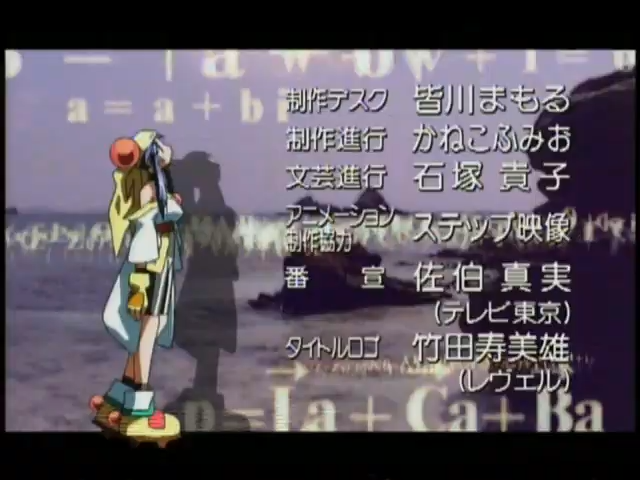 a = a + bi
制作デスク 皆川まもる
制作進行 かねこふみお
文芸進行 石塚貴子
アニメーション制作協力 ステップ映像
番宣 佐伯真実
(テレビ東京)
タイトルロゴ 竹田寿美雄
(レヴェル)
= La + Ca + Ba